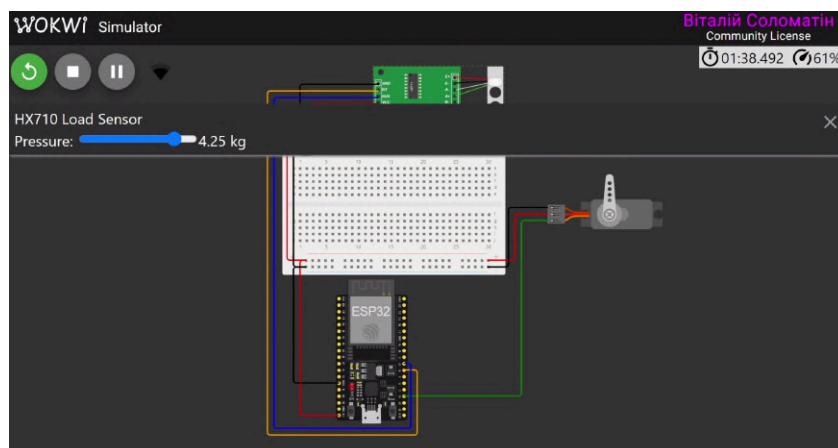 WOKWi Simulator
Віталій Соломатін
Community License
01:38.492 61%
HX710 Load Sensor
Pressure: 4.25 kg
ESP32